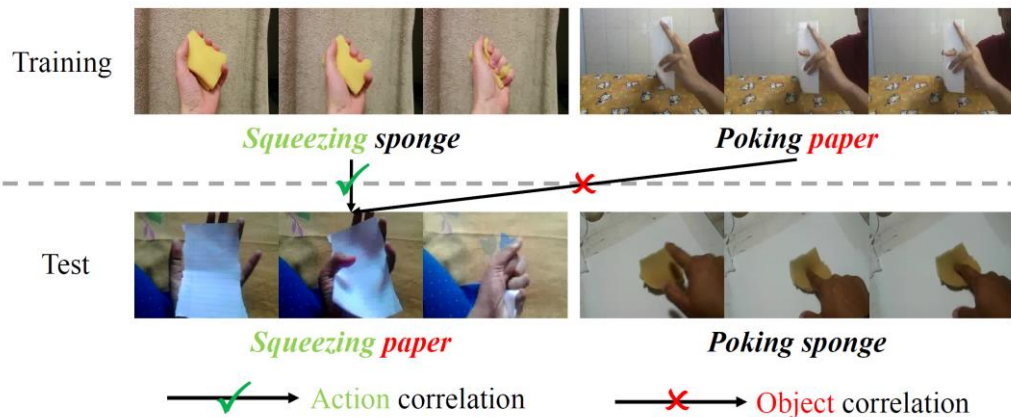 Training
Squeezing sponge
Poking paper
Test
Squeezing paper
Poking sponge
Action correlation
Object correlation